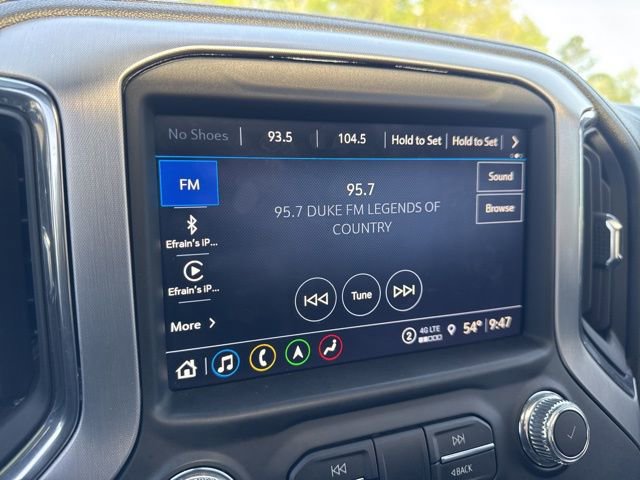 No Shoes 93.5 104.5 Hold to Set Hold to Set
FM
95.7
Sound
95.7 DUKE FM LEGENDS OF
COUNTRY
Browse
Efrain's iP...
Efrain's iP...
Tune
More
2 4G LTE 54° 9:47
BACK